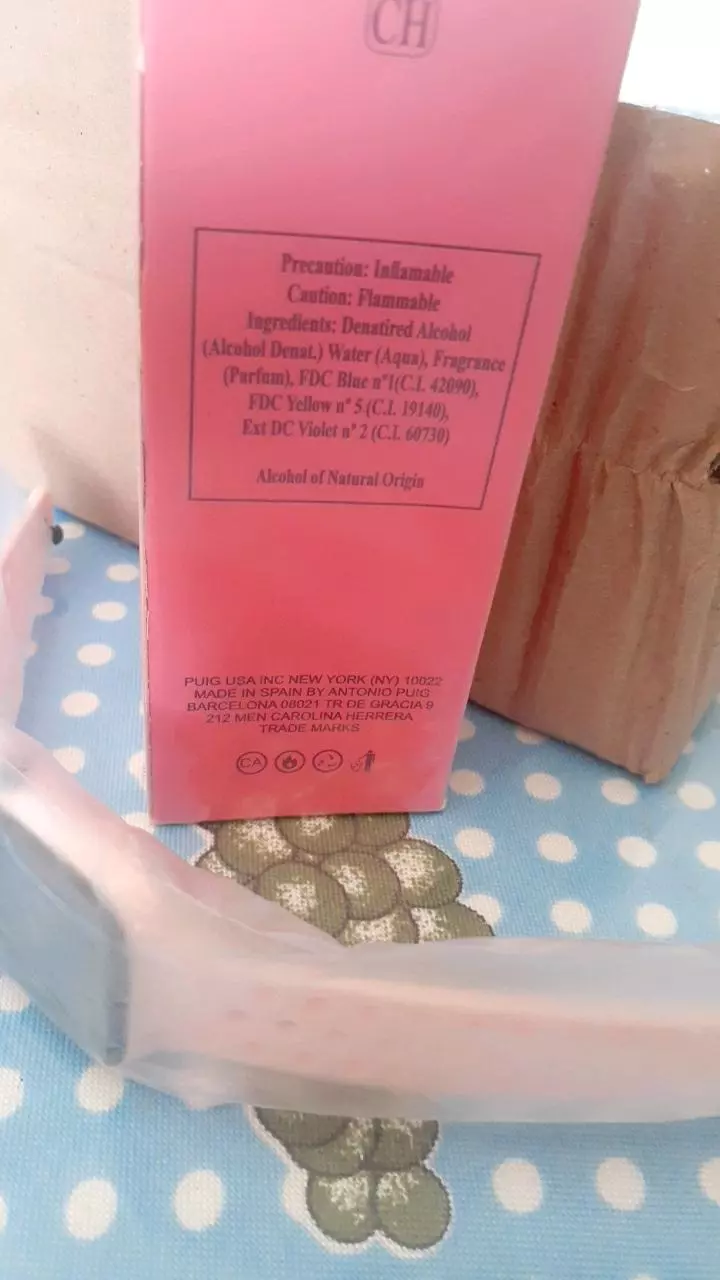 CH
Precaution: Inflamable
Caution: Flammable
Ingredients: Denatired Alcohol
(Alcohol Denat.) Water (Aqua), Fragrance
(Parfum), FDC Blue n°1(C.I. 42090),
FDC Yellow n° 5 (C.I. 19140),
Ext DC Violet n° 2 (C.I. 60730)
Alcohol of Natural Origin
PUIG USA INC NEW YORK (NY) 10022
MADE IN SPAIN BY ANTONIO PUIG
BARCELONA 08021 TR DE GRACIA 9
212 MEN CAROLINA HERRERA
TRADE MARKS
CA